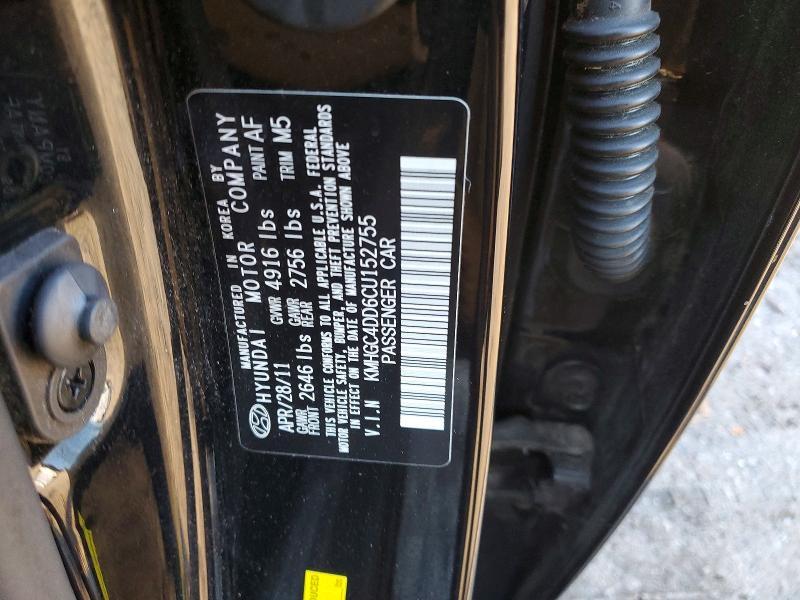 MANUFACTURED IN KOREA BY
HYUNDAI MOTOR COMPANY
APR/28/11 GVWR 4916 lbs PAINT AF
GAWR FRONT 2646 lbs GAWR REAR 2756 lbs TRIM M5
THIS VEHICLE CONFORMS TO ALL APPLICABLE U.S.A. FEDERAL
MOTOR VEHICLE SAFETY, BUMPER, AND THEFT PREVENTION STANDARDS
IN EFFECT ON THE DATE OF MANUFACTURE SHOWN ABOVE
V.I.N KMHGC4DD6CU152755
PASSENGER CAR